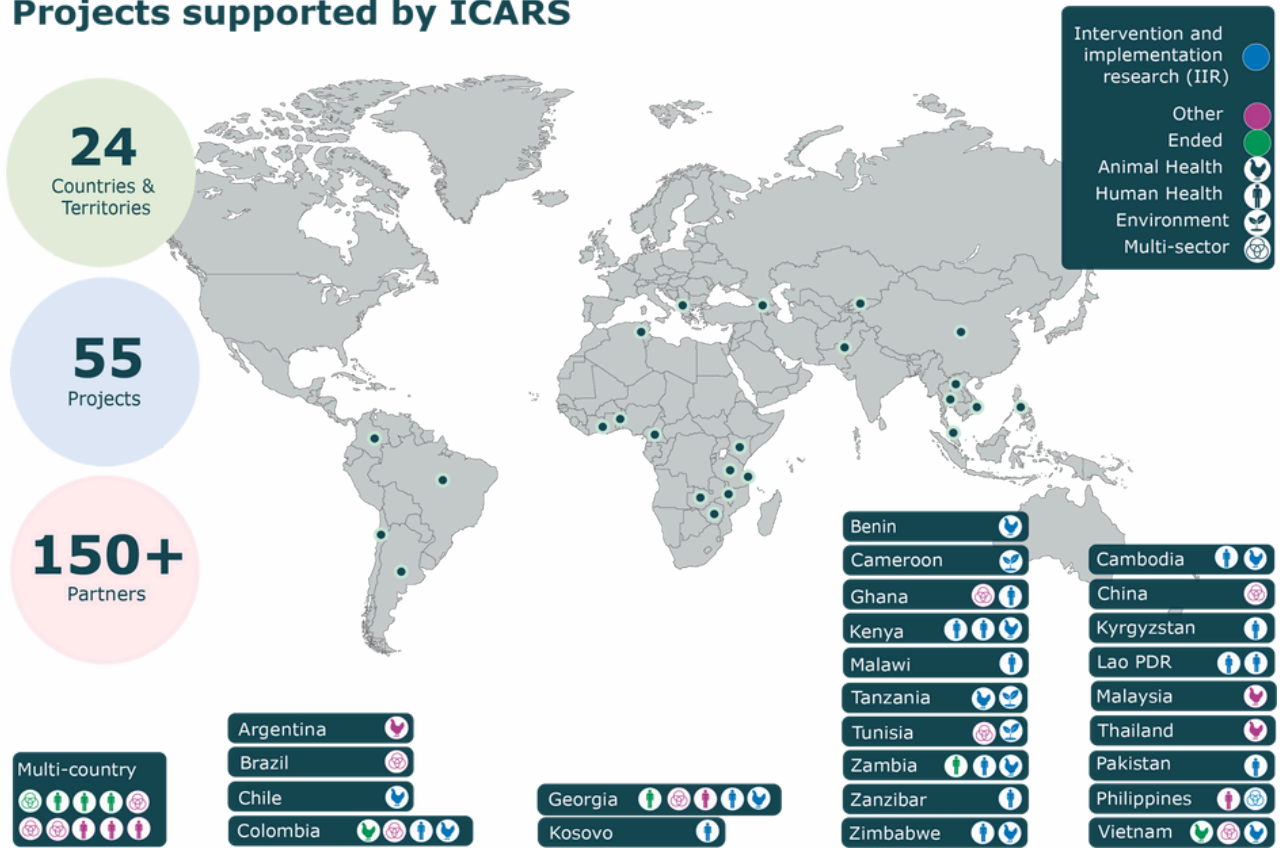 Projects supported by ICARS
24
Countries &
Territories
55
Projects
150+
Partners
Intervention and
implementation
research (IIR)
Other
Ended
Animal Health
Human Health
Environment
Multi-sector
Multi-country
Argentina
Brazil
Chile
Colombia
Georgia
Kosovo
Benin
Cameroon
Ghana
Kenya
Malawi
Tanzania
Tunisia
Zambia
Zanzibar
Zimbabwe
Cambodia
China
Kyrgyzstan
Lao PDR
Malaysia
Thailand
Pakistan
Philippines
Vietnam